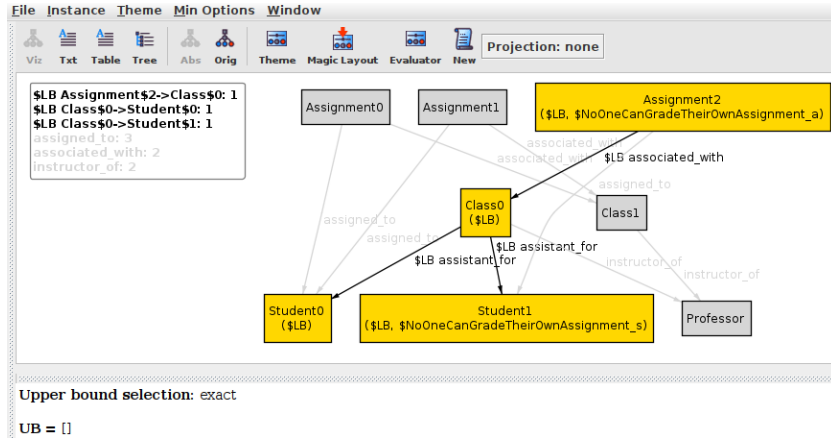 File Instance Theme Min Options Window
Viz Txt Table Tree Abs Orig Theme Magic Layout Evaluator New Projection: none
$LB Assignment$2->Class$0: 1
$LB Class$0->Student$0: 1
$LB Class$0->Student$1: 1
assigned_to: 3
associated_with: 2
instructor_of: 2
Assignment0
Assignment1
Assignment2
($LB, $NoOneCanGradeTheirOwnAssignment_a)
associated_with
associated_with
$LB associated_with
assigned_to
Class0
($LB)
Class1
assigned_to
assigned_to
$LB assistant_for
$LB assistant_for
instructor_of
instructor_of
Student0
($LB)
Student1
($LB, $NoOneCanGradeTheirOwnAssignment_s)
Professor
Upper bound selection: exact
UB = []